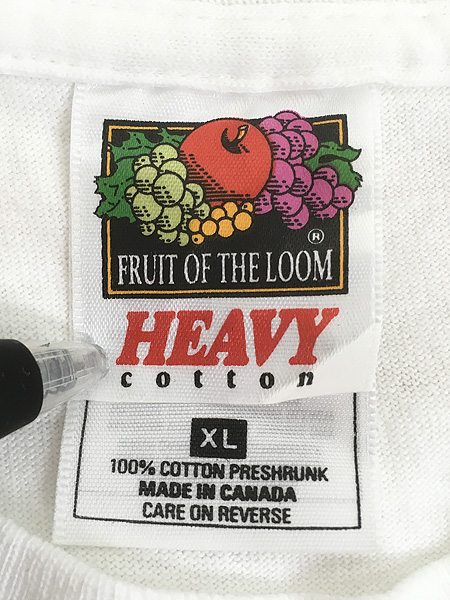 ®
FRUIT OF THE LOOM
HEAVY
cotton
XL
100% COTTON PRESHRUNK
MADE IN CANADA
CARE ON REVERSE